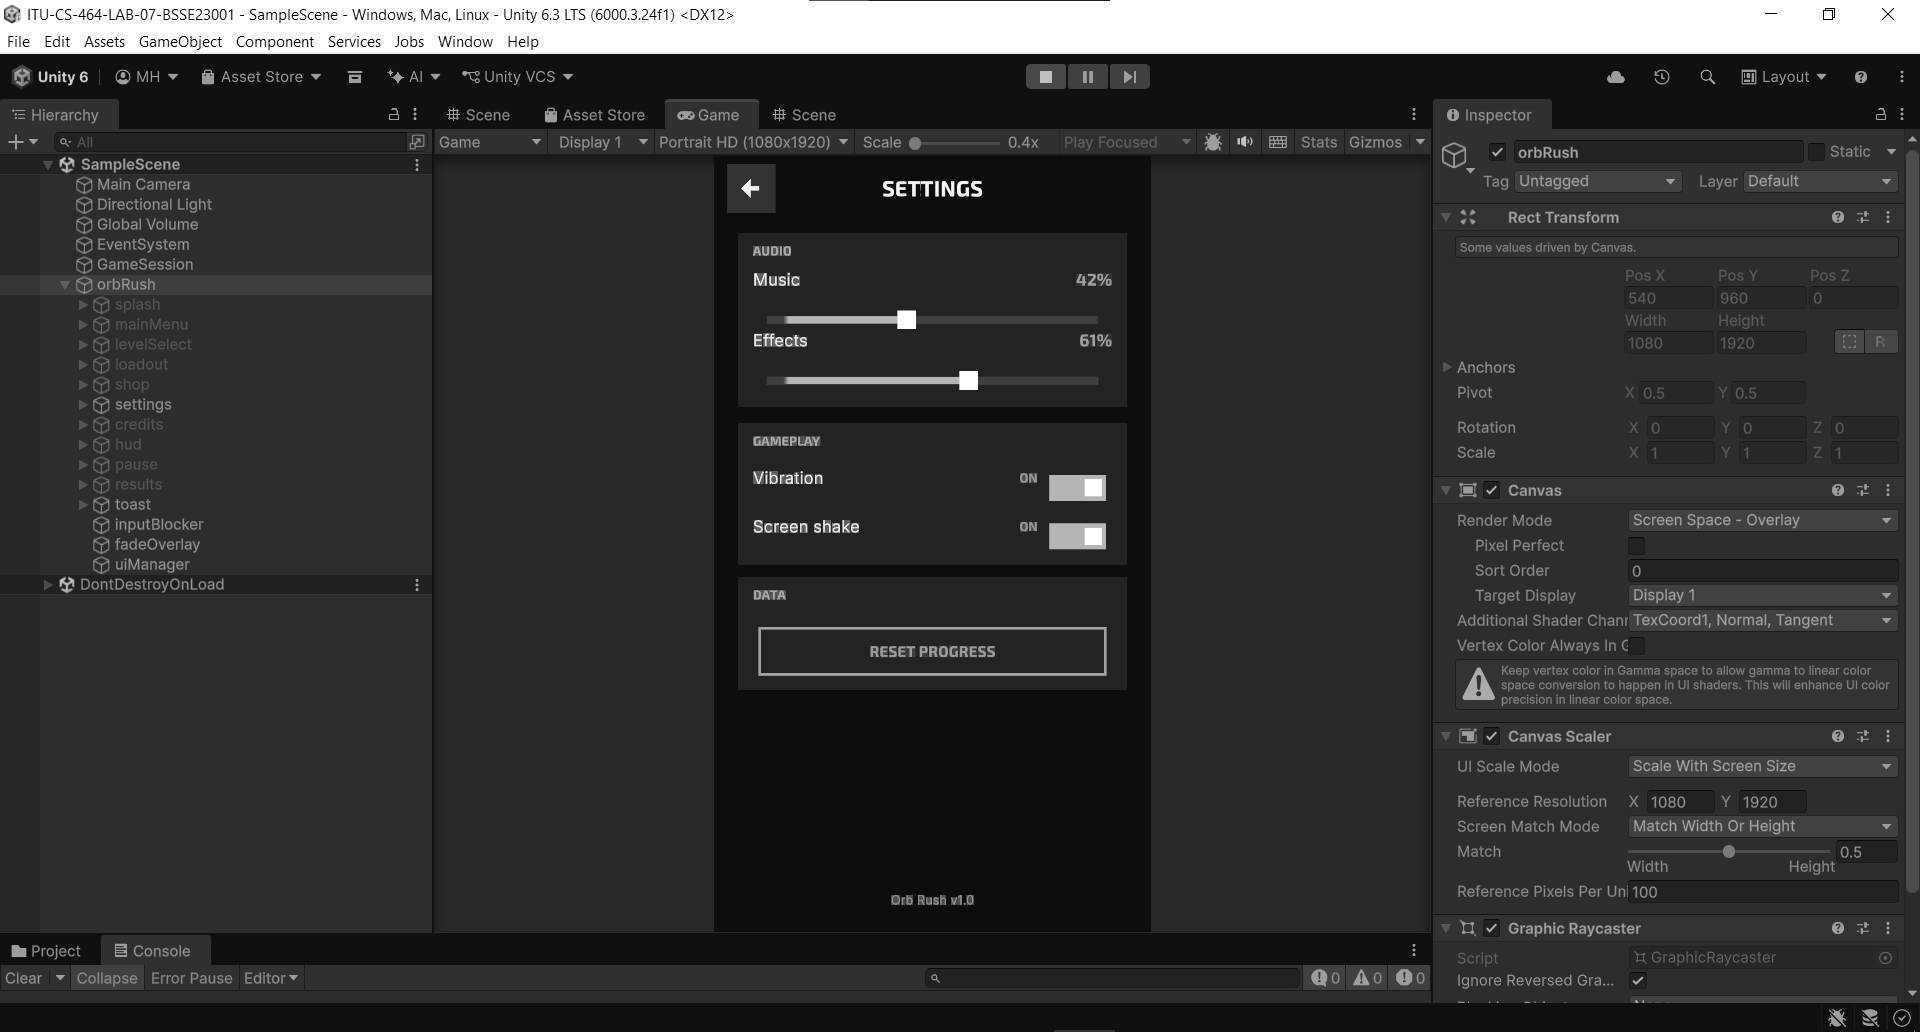 ITU-CS-464-LAB-07-BSSE23001 - SampleScene - Windows, Mac, Linux - Unity 6.3 LTS (6000.3.24f1) <DX12>
File Edit Assets GameObject Component Services Jobs Window Help
Unity 6 MH Asset Store AI Unity VCS Layout
Hierarchy
All
SampleScene
Main Camera
Directional Light
Global Volume
EventSystem
GameSession
orbRush
splash
mainMenu
levelSelect
loadout
shop
settings
credits
hud
pause
results
toast
inputBlocker
fadeOverlay
uiManager
DontDestroyOnLoad
Scene Asset Store Game Scene
Game Display 1 Portrait HD (1080x1920) Scale 0.4x Play Focused Stats Gizmos
SETTINGS
AUDIO
Music 42%
Effects 61%
GAMEPLAY
Vibration ON
Screen shake ON
DATA
RESET PROGRESS
Orb Rush v1.0
Inspector
orbRush Static
Tag Untagged Layer Default
Rect Transform
Some values driven by Canvas.
Pos X Pos Y Pos Z
540 960 0
Width Height
1080 1920 R
Anchors
Pivot X 0.5 Y 0.5
Rotation X 0 Y 0 Z 0
Scale X 1 Y 1 Z 1
Canvas
Render Mode Screen Space - Overlay
Pixel Perfect
Sort Order 0
Target Display Display 1
Additional Shader Chann TexCoord1, Normal, Tangent
Vertex Color Always In G
Keep vertex color in Gamma space to allow gamma to linear color
space conversion to happen in UI shaders. This will enhance UI color
precision in linear color space.
Canvas Scaler
UI Scale Mode Scale With Screen Size
Reference Resolution X 1080 Y 1920
Screen Match Mode Match Width Or Height
Match 0.5
Width Height
Reference Pixels Per Uni 100
Graphic Raycaster
Script GraphicRaycaster
Ignore Reversed Gra...
Project Console
Clear Collapse Error Pause Editor 0 0 0